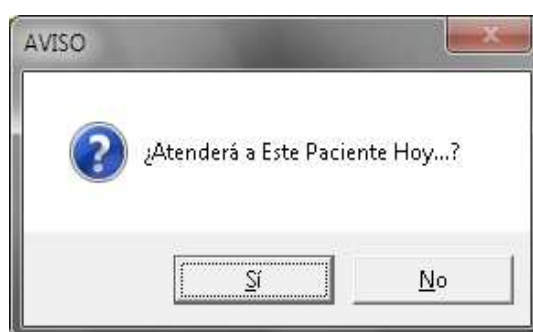 AVISO
¿Atenderá a Este Paciente Hoy...?
Sí
No